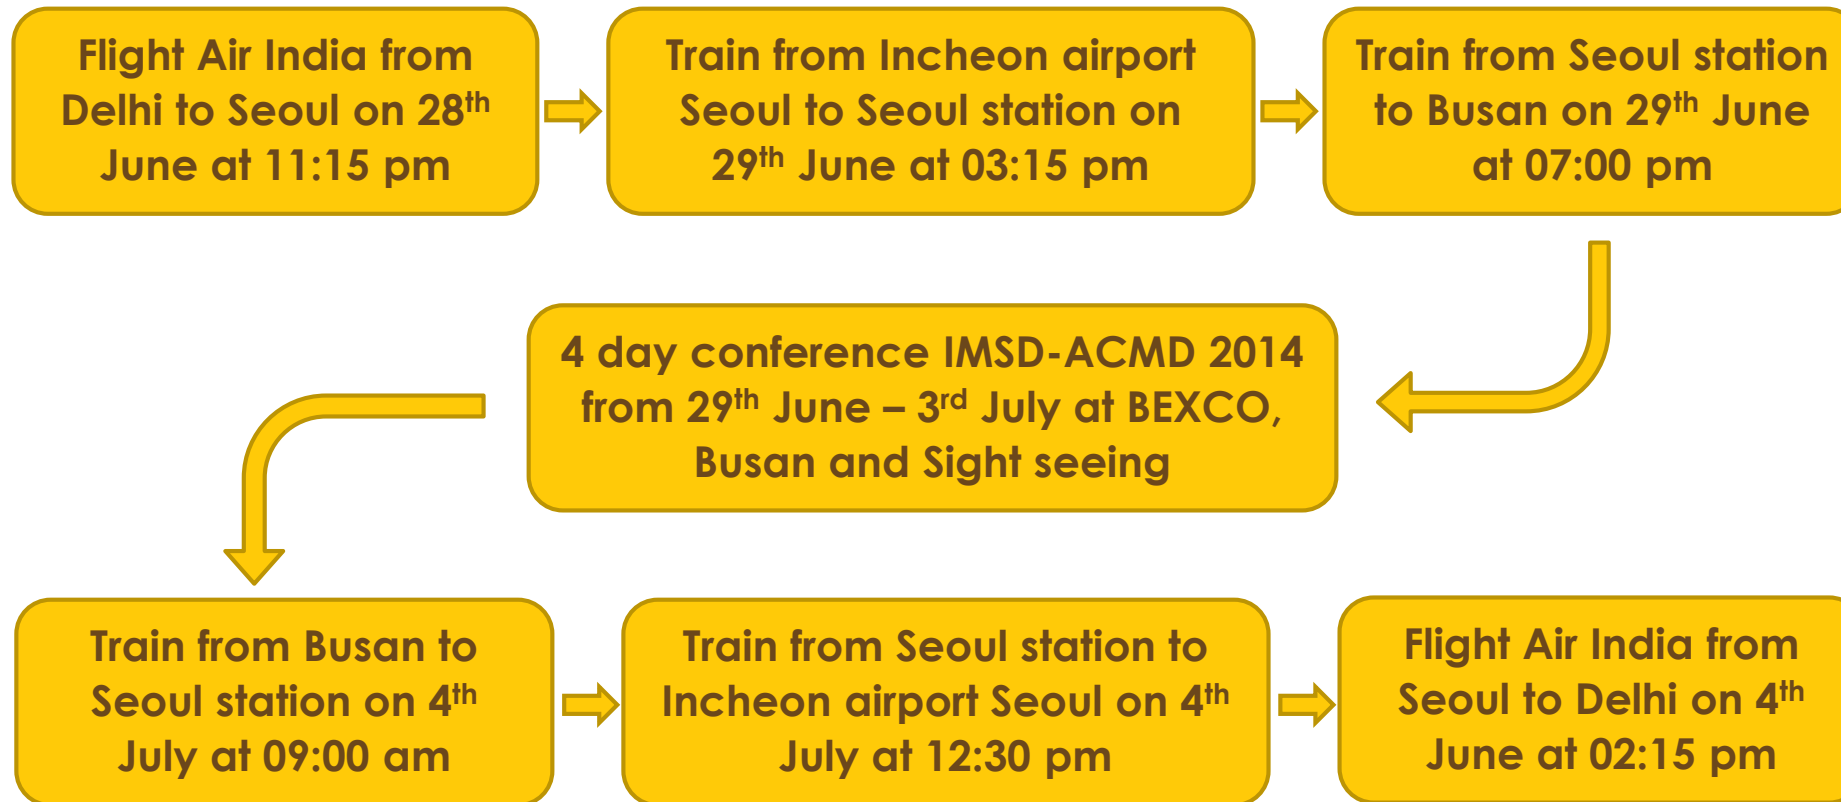 Flight Air India from
Delhi to Seoul on 28th
June at 11:15 pm
Train from Incheon airport
Seoul to Seoul station on
29th June at 03:15 pm
Train from Seoul station
to Busan on 29th June
at 07:00 pm
4 day conference IMSD-ACMD 2014
from 29th June – 3rd July at BEXCO,
Busan and Sight seeing
Train from Busan to
Seoul station on 4th
July at 09:00 am
Train from Seoul station to
Incheon airport Seoul on 4th
July at 12:30 pm
Flight Air India from
Seoul to Delhi on 4th
June at 02:15 pm